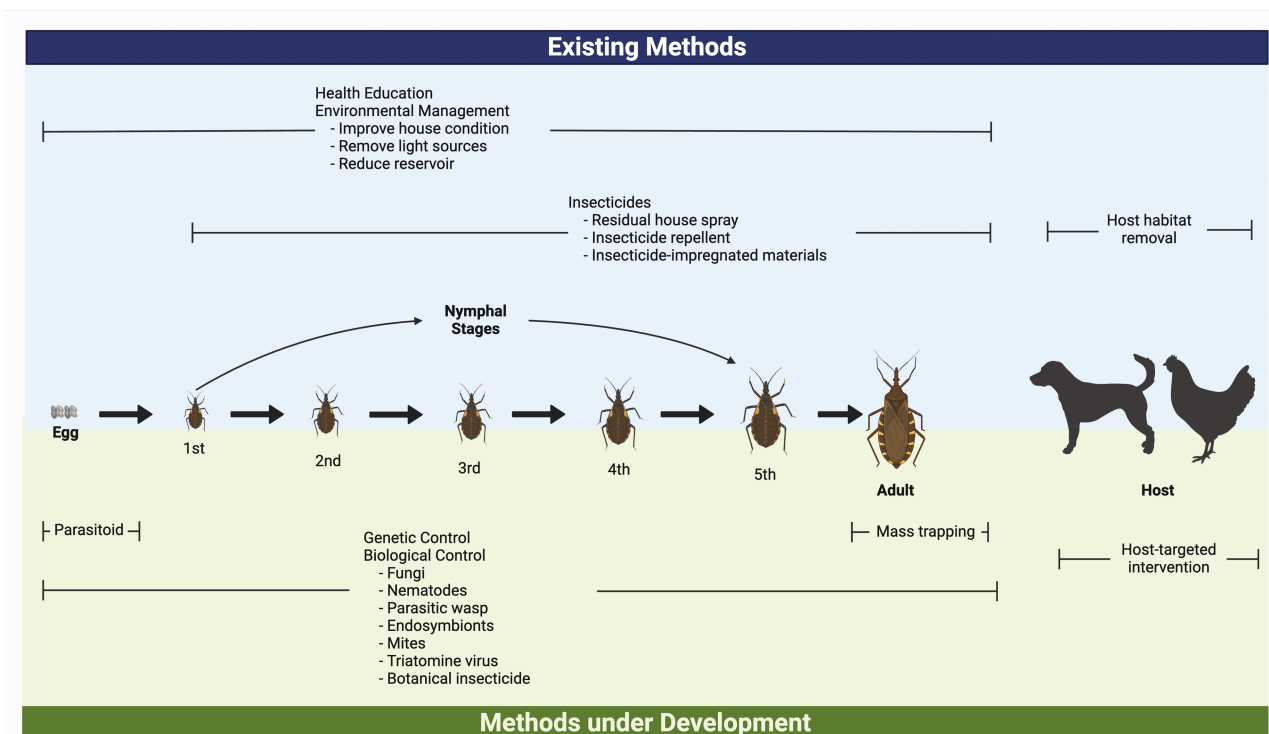 Existing Methods
Health Education
Environmental Management
- Improve house condition
- Remove light sources
- Reduce reservoir
Insecticides
- Residual house spray
- Insecticide repellent
- Insecticide-impregnated materials
Host habitat
removal
Nymphal
Stages
Egg
1st
2nd
3rd
4th
5th
Adult
Host
Parasitoid
Mass trapping
Genetic Control
Biological Control
- Fungi
- Nematodes
- Parasitic wasp
- Endosymbionts
- Mites
- Triatomine virus
- Botanical insecticide
Host-targeted
intervention
Methods under Development